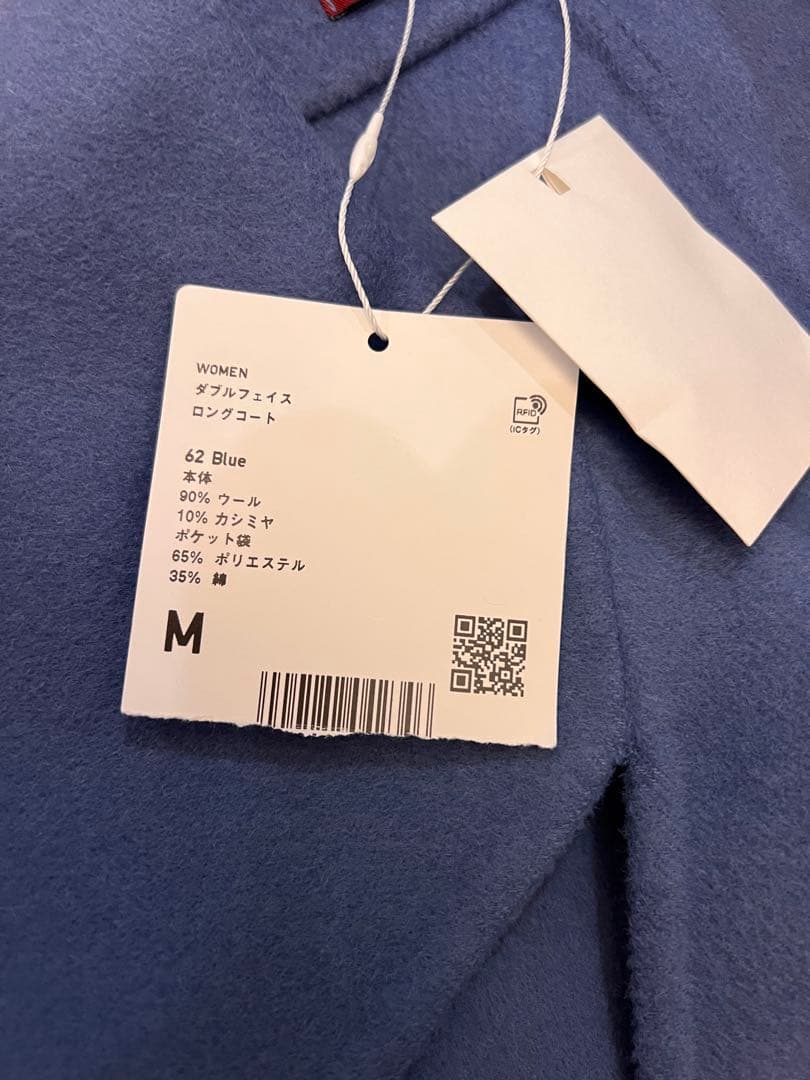 WOMEN
ダブルフェイス
ロングコート
RFID
(ICタグ)
62 Blue
本体
90% ウール
10% カシミヤ
ポケット袋
65% ポリエステル
35% 綿
M